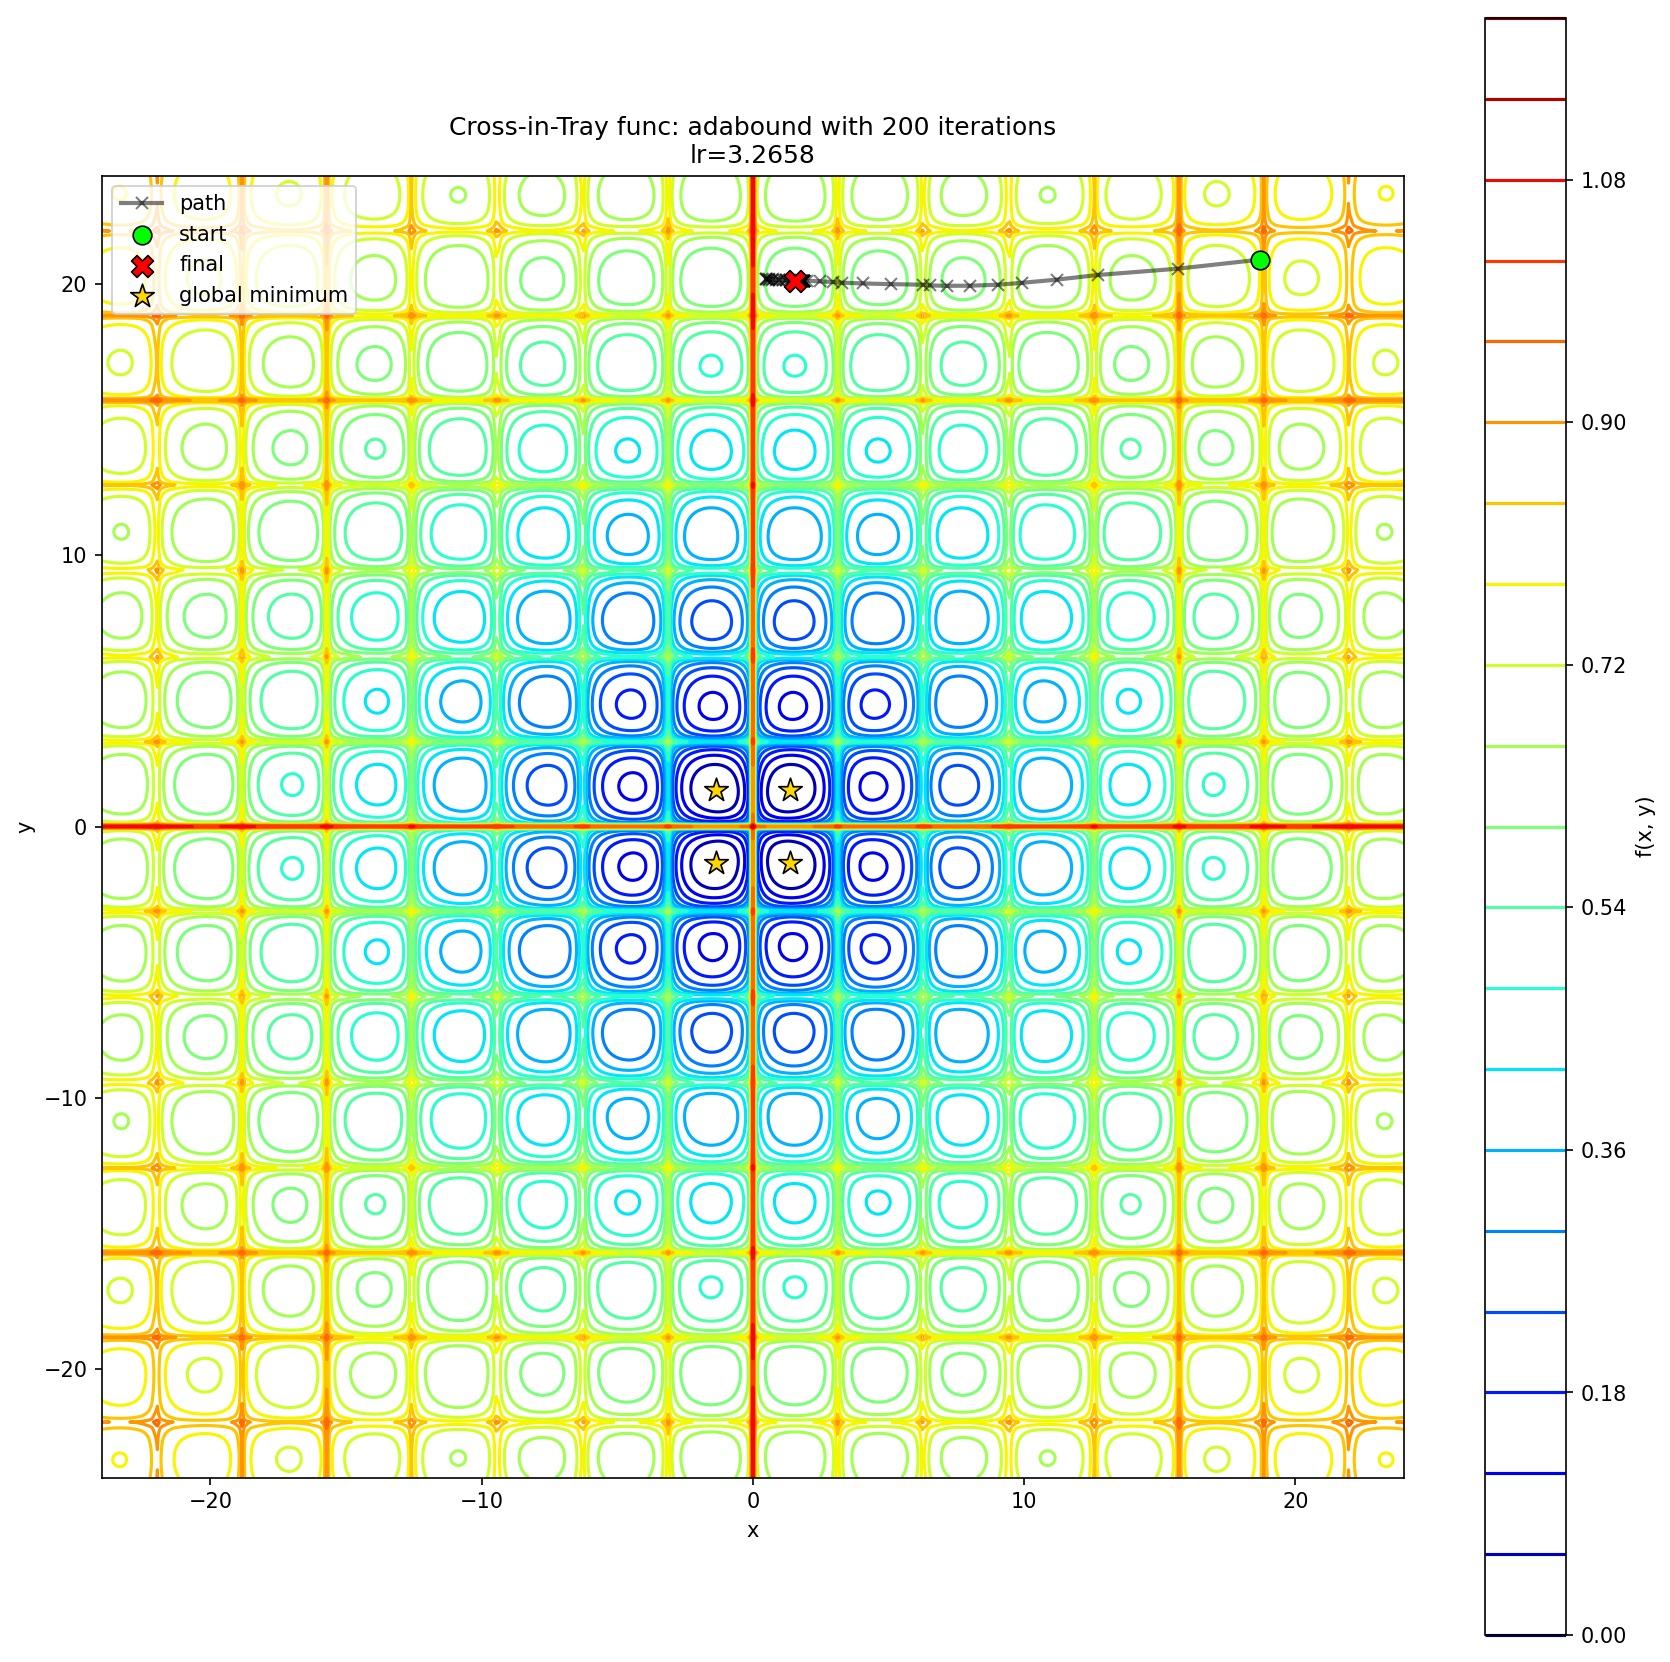 Cross-in-Tray func: adabound with 200 iterations
lr=3.2658
path
start
final
global minimum
20
10
0
−10
−20
y
−20
−10
0
10
20
x
1.08
0.90
0.72
0.54
0.36
0.18
0.00
f(x, y)